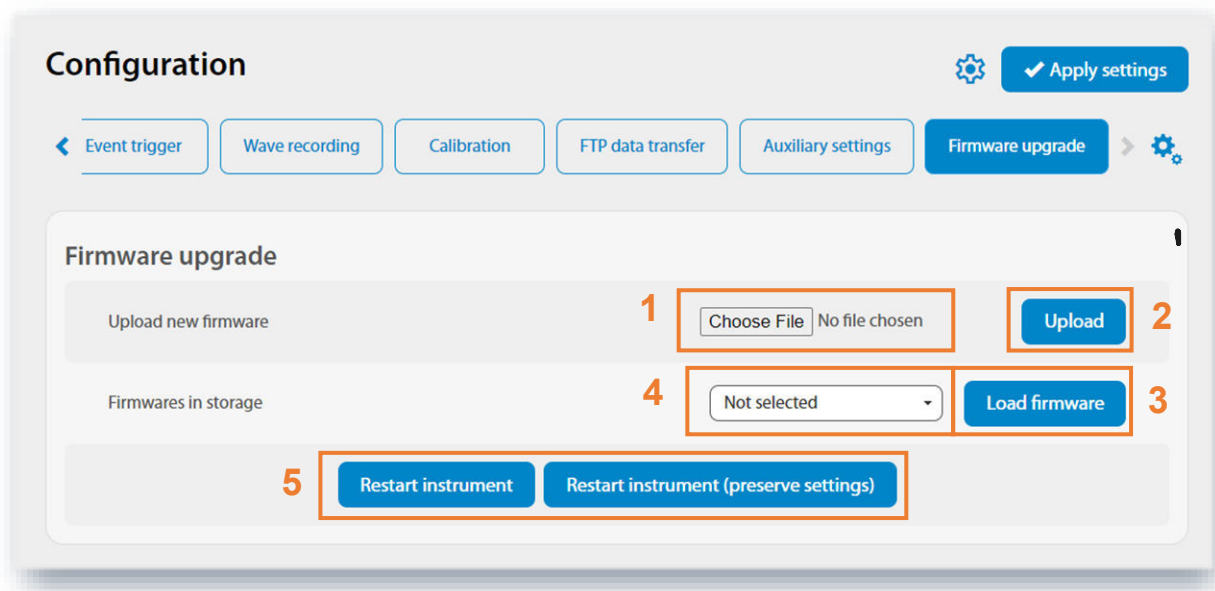 Configuration
Apply settings
Event trigger Wave recording Calibration FTP data transfer Auxiliary settings Firmware upgrade
Firmware upgrade
Upload new firmware 1 Choose File No file chosen Upload 2
Firmwares in storage 4 Not selected Load firmware 3
5 Restart instrument Restart instrument (preserve settings)